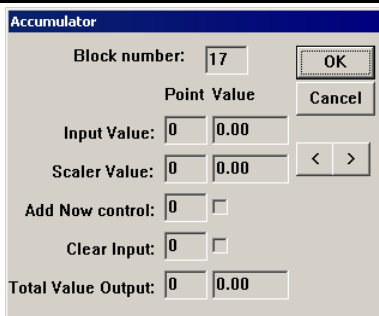 Accumulator
Block number: 17 OK
Point Value Cancel
Input Value: 0 0.00
Scaler Value: 0 0.00 < >
Add Now control: 0
Clear Input: 0
Total Value Output: 0 0.00